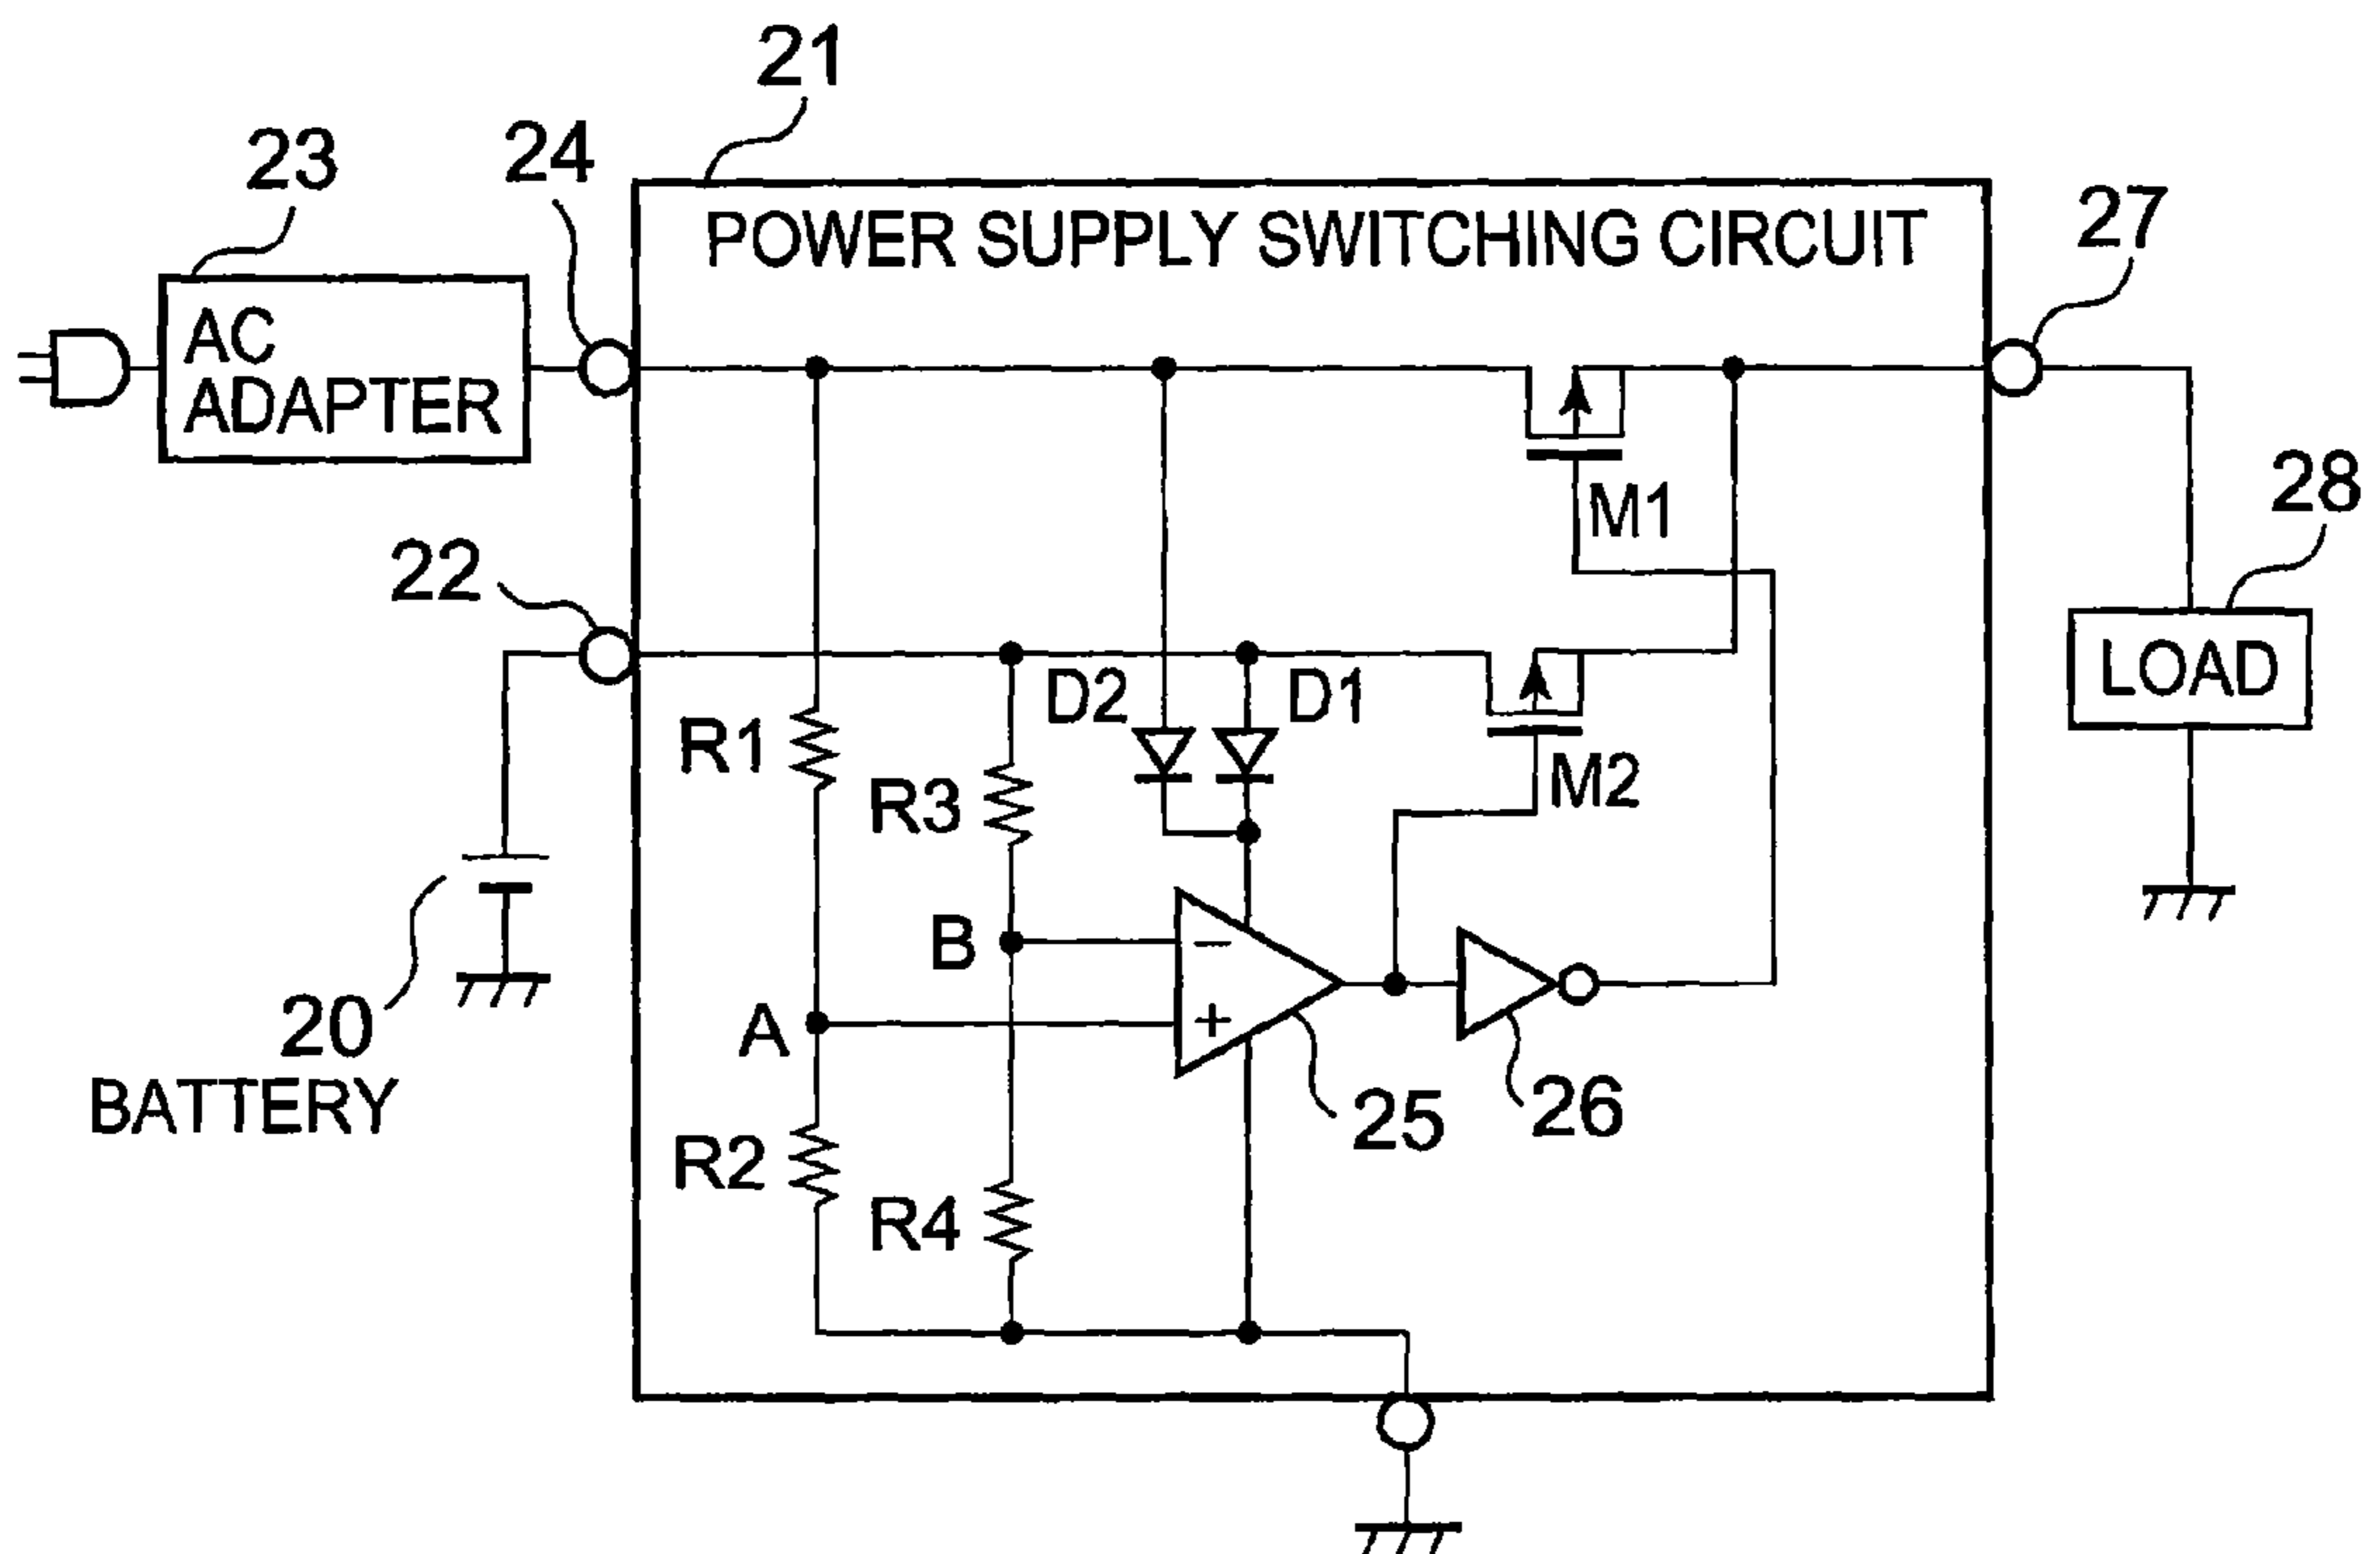 21
23
24
27
POWER SUPPLY SWITCHING CIRCUIT
AC
ADAPTER
M1
28
22
LOAD
D2
D1
R1
R3
M2
B
−
20
A
+
BATTERY
25
26
R2
R4